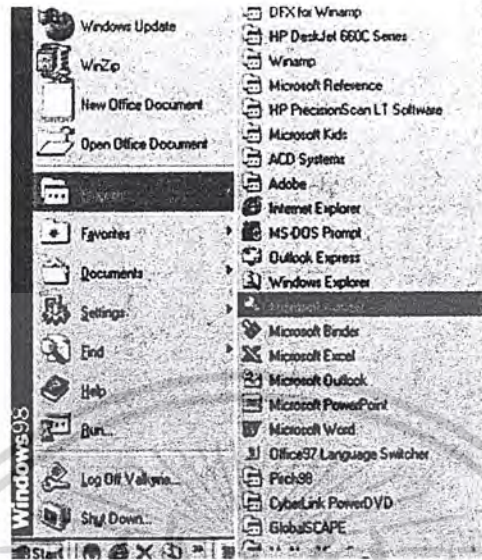 Windows Update
WinZip
New Office Document
Open Office Document
Favorites
Documents
Settings
Find
Help
Run...
Log Off Valkyrie...
Shut Down...
Windows98
Start
DFX for Winamp
HP DeskJet 660C Series
Winamp
Microsoft Reference
HP PrecisionScan LT Software
Microsoft Kids
ACD Systems
Adobe
Internet Explorer
MS-DOS Prompt
Outlook Express
Windows Explorer
Microsoft Binder
Microsoft Excel
Microsoft Outlook
Microsoft PowerPoint
Microsoft Word
Office97 Language Switcher
Pitch98
CyberLink PowerDVD
GlobalSCAPE